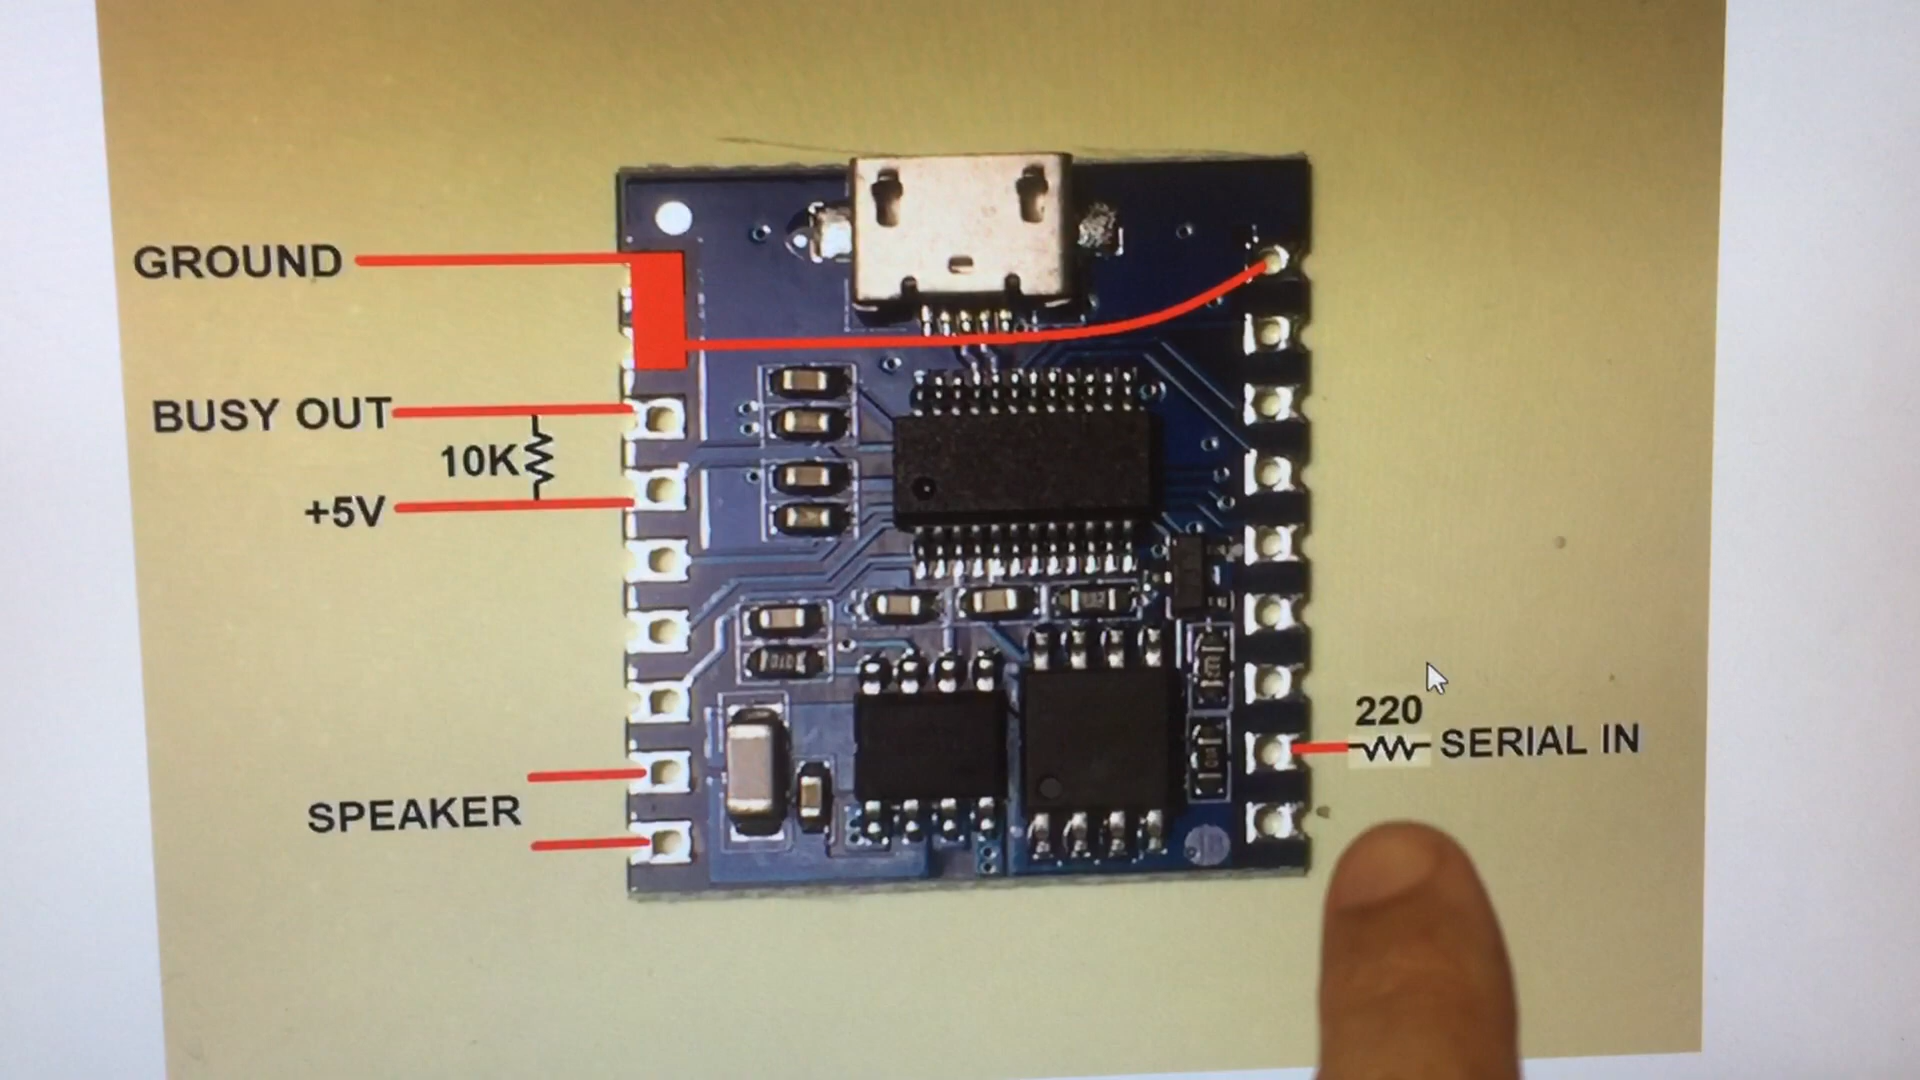 GROUND
BUSY OUT
10K
+5V
220
SERIAL IN
SPEAKER